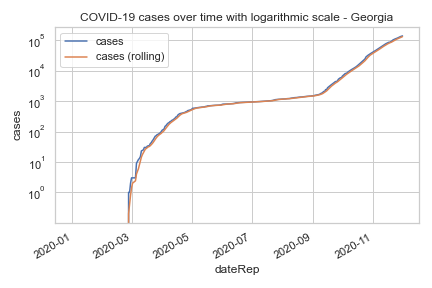 COVID-19 cases over time with logarithmic scale - Georgia
cases
cases (rolling)
10^5
10^4
10^3
10^2
10^1
10^0
cases
2020-01
2020-03
2020-05
2020-07
2020-09
2020-11
dateRep